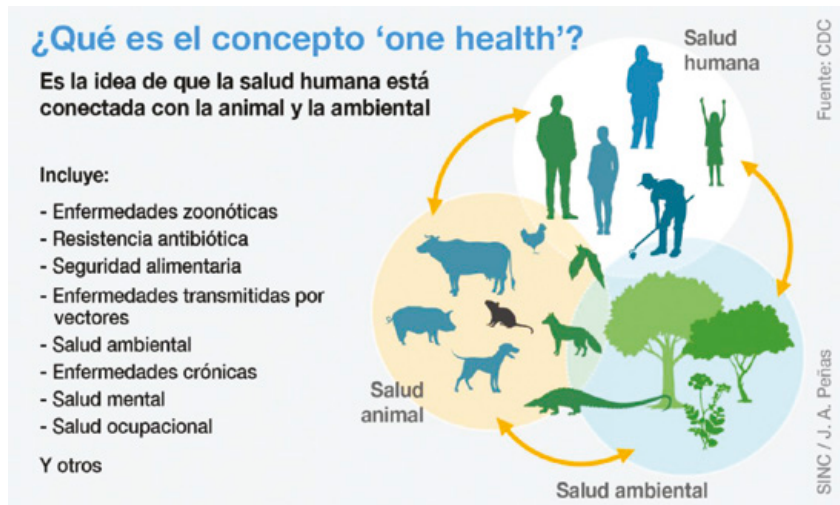 ¿Qué es el concepto ‘one health’?
Es la idea de que la salud humana está
conectada con la animal y la ambiental
Incluye:
- Enfermedades zoonóticas
- Resistencia antibiótica
- Seguridad alimentaria
- Enfermedades transmitidas por
vectores
- Salud ambiental
- Enfermedades crónicas
- Salud mental
- Salud ocupacional
Y otros
Salud
humana
Salud
animal
Salud ambiental
Fuente: CDC
SINC / J. A. Peñas